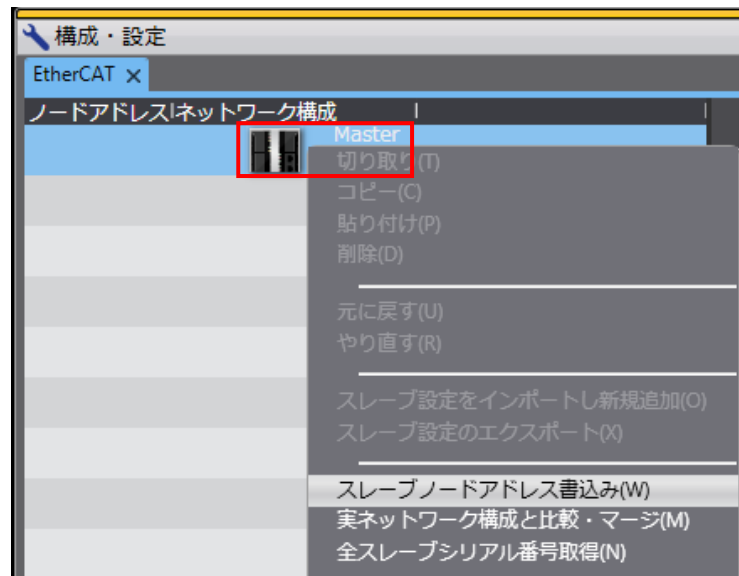 構成・設定
EtherCAT ×
ノードアドレス|ネットワーク構成
Master
切り取り(T)
コピー(C)
貼り付け(P)
削除(D)
元に戻す(U)
やり直す(R)
スレーブ設定をインポートし新規追加(O)
スレーブ設定のエクスポート(X)
スレーブノードアドレス書込み(W)
実ネットワーク構成と比較・マージ(M)
全スレーブシリアル番号取得(N)